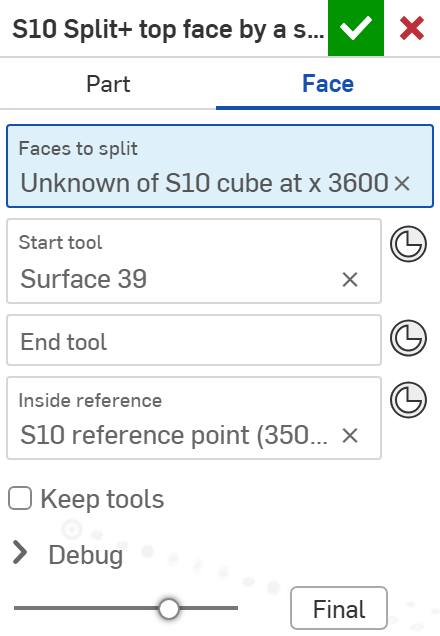 S10 Split+ top face by a s...
Part
Face
Faces to split
Unknown of S10 cube at x 3600
Start tool
Surface 39
End tool
Inside reference
S10 reference point (350...
Keep tools
Debug
Final